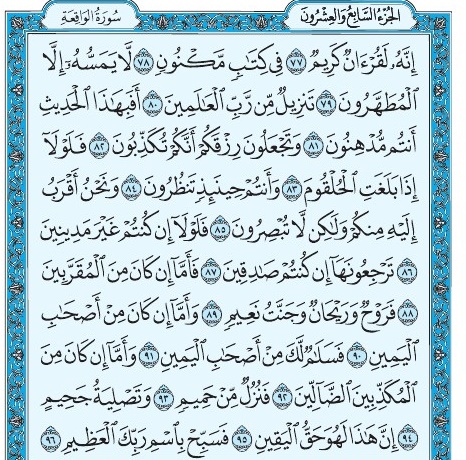 الجزء السابع والعشرون
سورة الواقعة
إِنَّهُۥ لَقُرْءَانٌ كَرِيمٌ ٧٧ فِى كِتَٰبٍ مَّكْنُونٍ ٧٨ لَّا يَمَسُّهُۥٓ إِلَّا
ٱلْمُطَهَّرُونَ ٧٩ تَنزِيلٌ مِّن رَّبِّ ٱلْعَٰلَمِينَ ٨٠ أَفَبِهَٰذَا ٱلْحَدِيثِ
أَنتُم مُّدْهِنُونَ ٨١ وَتَجْعَلُونَ رِزْقَكُمْ أَنَّكُمْ تُكَذِّبُونَ ٨٢ فَلَوْلَآ
إِذَا بَلَغَتِ ٱلْحُلْقُومَ ٨٣ وَأَنتُمْ حِينَئِذٍ تَنظُرُونَ ٨٤ وَنَحْنُ أَقْرَبُ
إِلَيْهِ مِنكُمْ وَلَٰكِن لَّا تُبْصِرُونَ ٨٥ فَلَوْلَآ إِن كُنتُمْ غَيْرَ مَدِينِينَ
٨٦ تَرْجِعُونَهَآ إِن كُنتُمْ صَٰدِقِينَ ٨٧ فَأَمَّآ إِن كَانَ مِنَ ٱلْمُقَرَّبِينَ
٨٨ فَرَوْحٌ وَرَيْحَانٌ وَجَنَّتُ نَعِيمٍ ٨٩ وَأَمَّآ إِن كَانَ مِنْ أَصْحَٰبِ
ٱلْيَمِينِ ٩٠ فَسَلَٰمٌ لَّكَ مِنْ أَصْحَٰبِ ٱلْيَمِينِ ٩١ وَأَمَّآ إِن كَانَ مِنَ
ٱلْمُكَذِّبِينَ ٱلضَّآلِّينَ ٩٢ فَنُزُلٌ مِّنْ حَمِيمٍ ٩٣ وَتَصْلِيَةُ جَحِيمٍ
٩٤ إِنَّ هَٰذَا لَهُوَ حَقُّ ٱلْيَقِينِ ٩٥ فَسَبِّحْ بِٱسْمِ رَبِّكَ ٱلْعَظِيمِ ٩٦